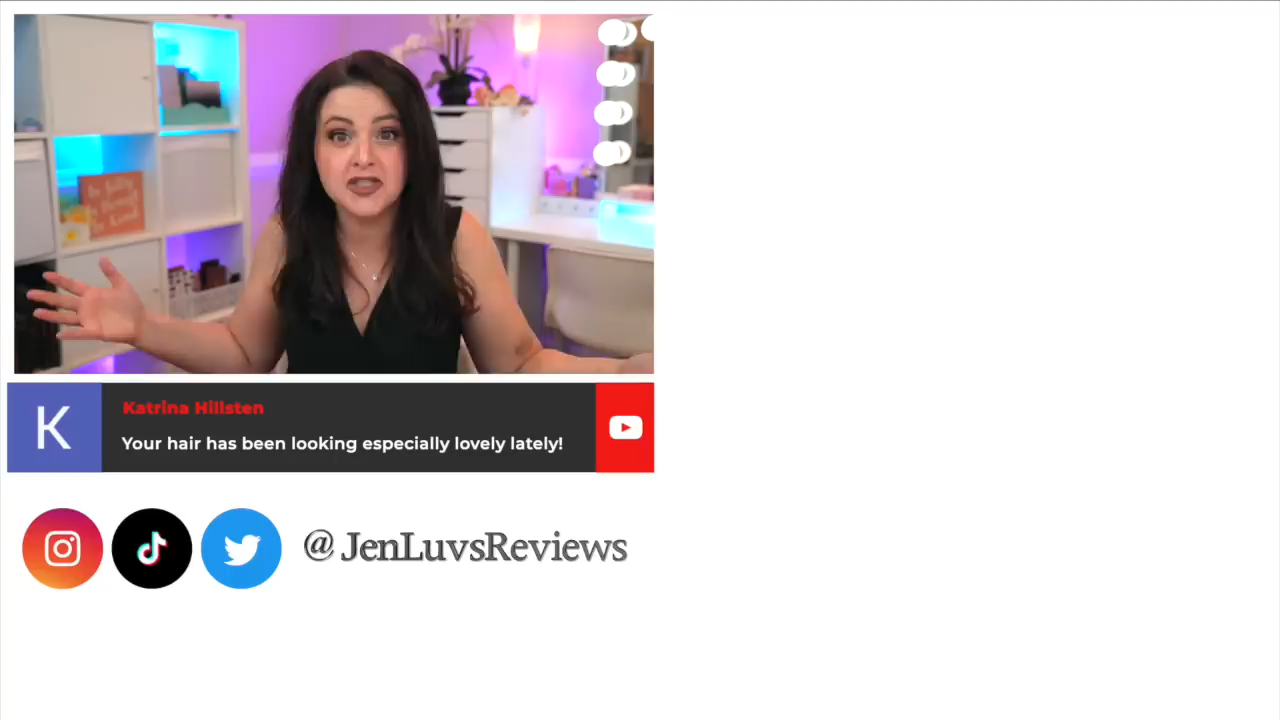 Katrina Hillsten
K
Your hair has been looking especially lovely lately!
@JenLuvsReviews